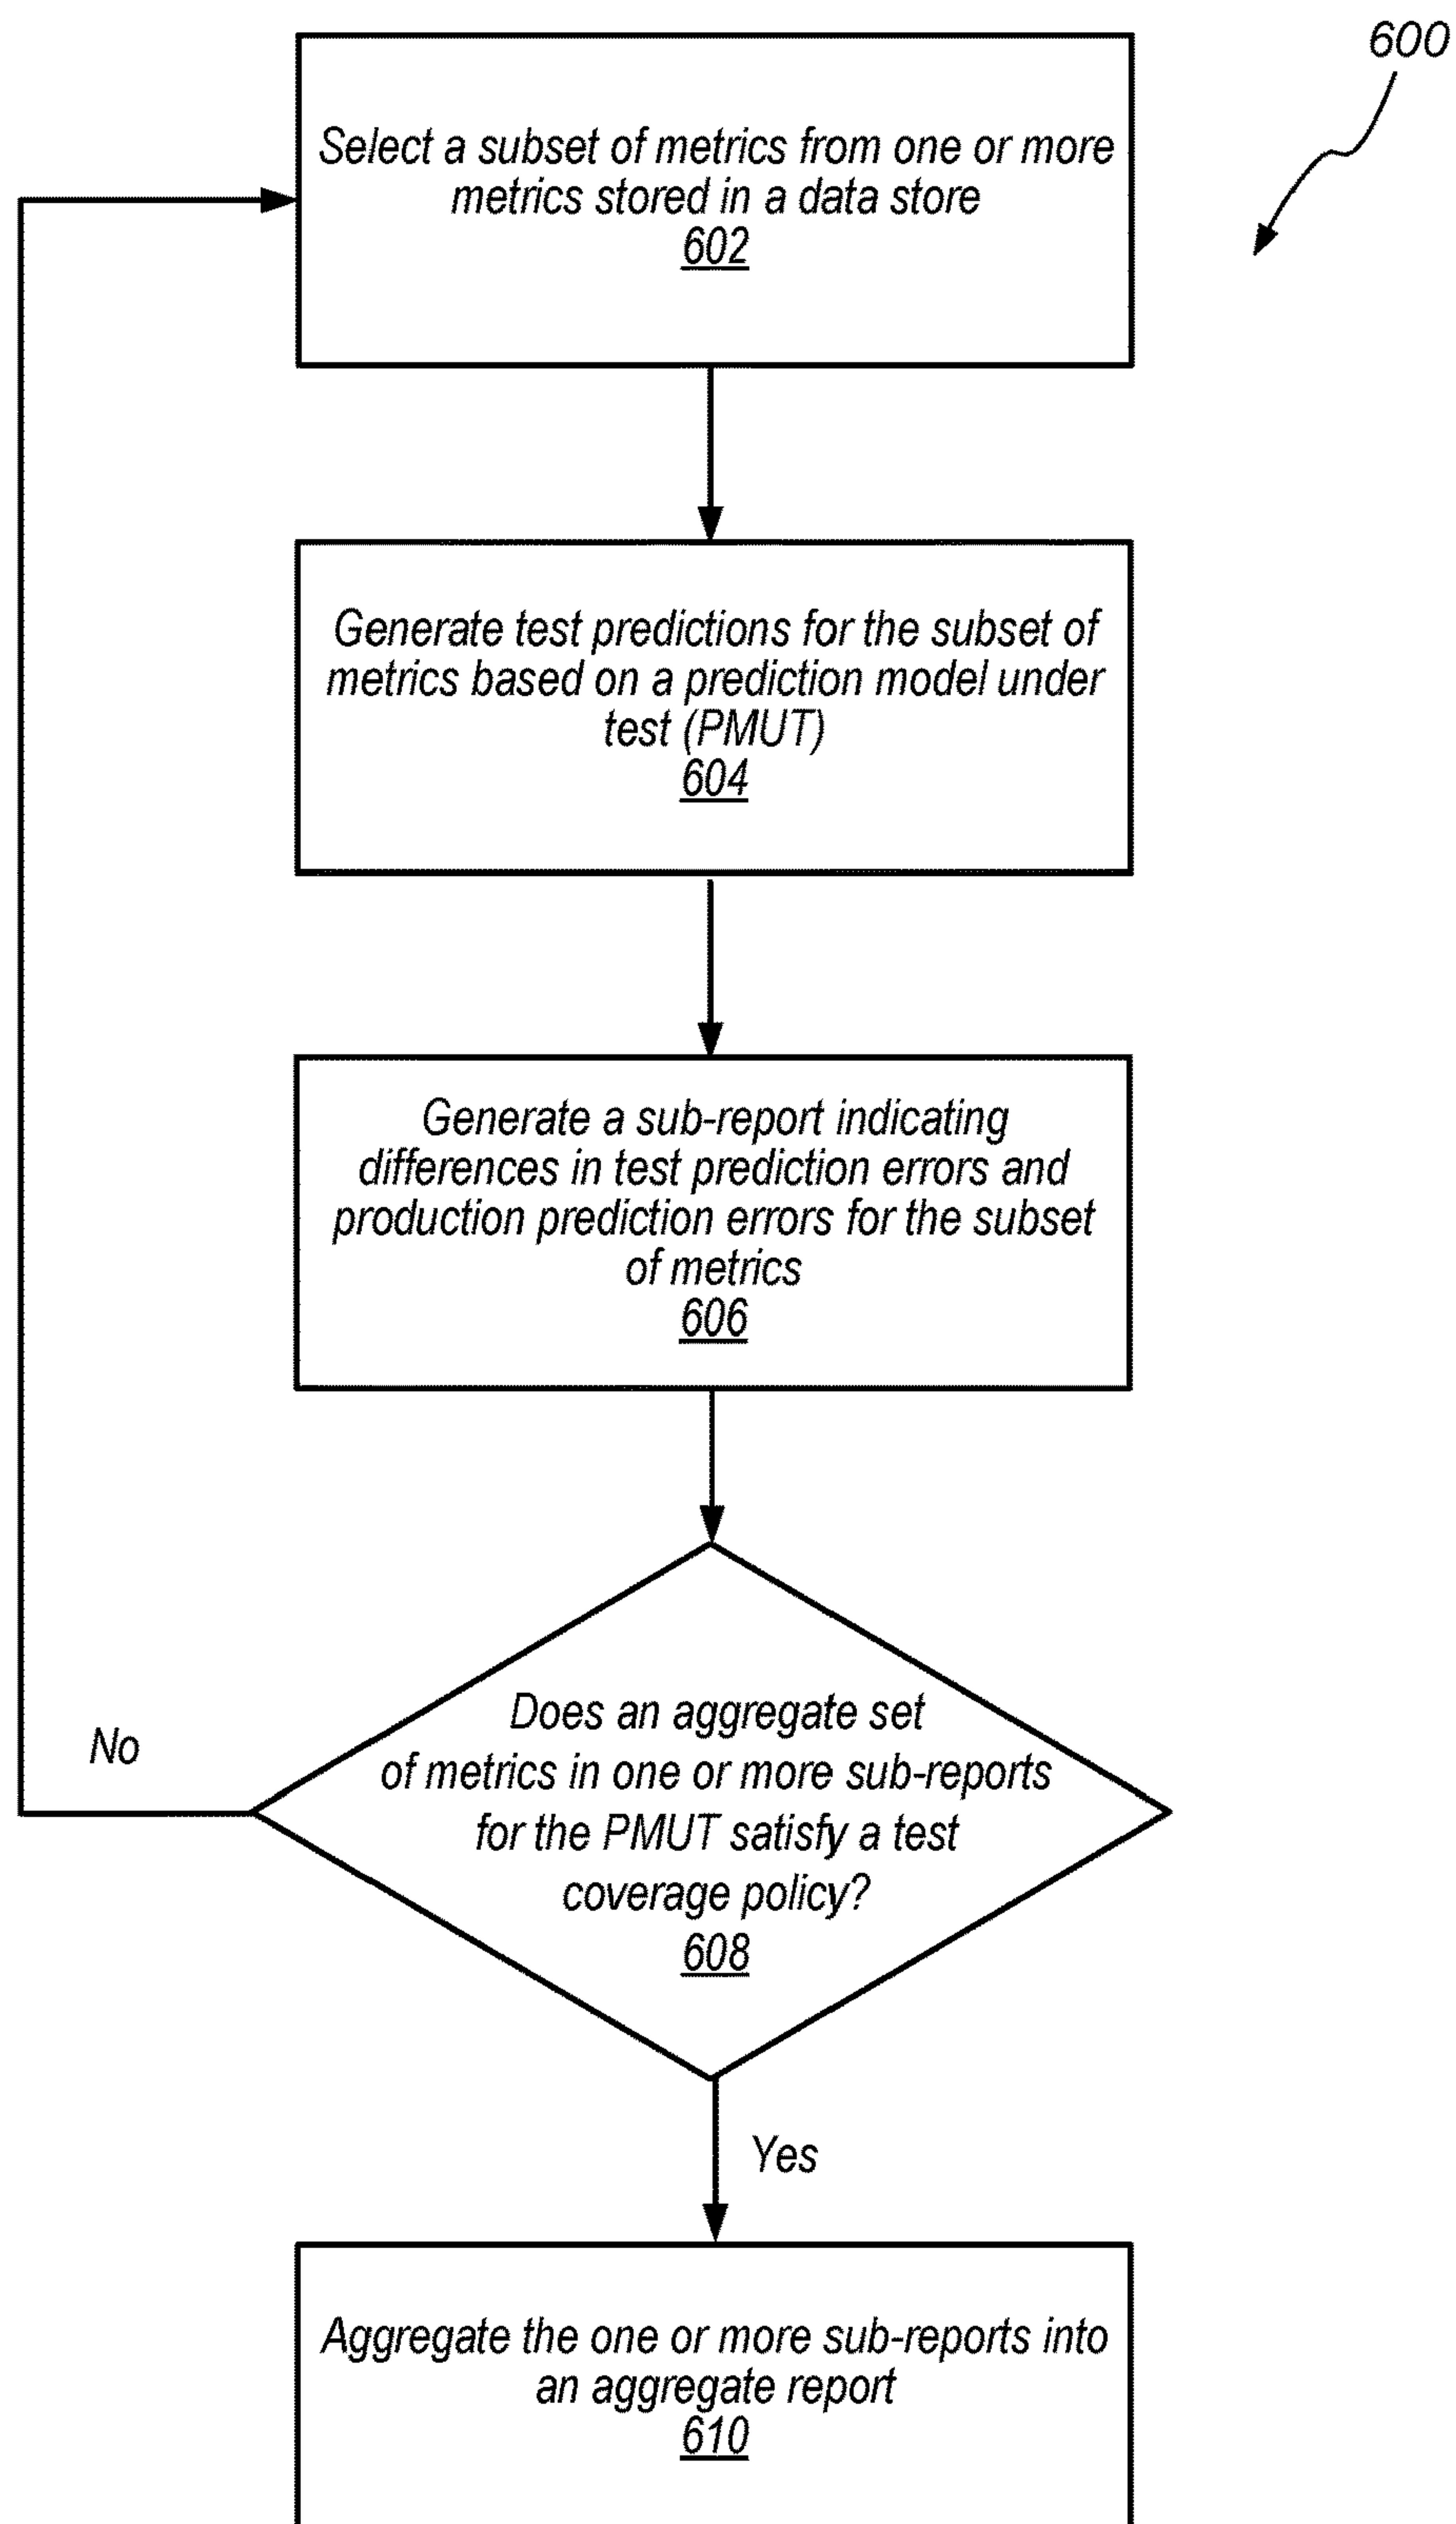 600
Select a subset of metrics from one or more
metrics stored in a data store
602
Generate test predictions for the subset of
metrics based on a prediction model under
test (PMUT)
604
Generate a sub-report indicating
differences in test prediction errors and
production prediction errors for the subset
of metrics
606
Does an aggregate set
of metrics in one or more sub-reports
for the PMUT satisfy a test
coverage policy?
608
No
Yes
Aggregate the one or more sub-reports into
an aggregate report
610